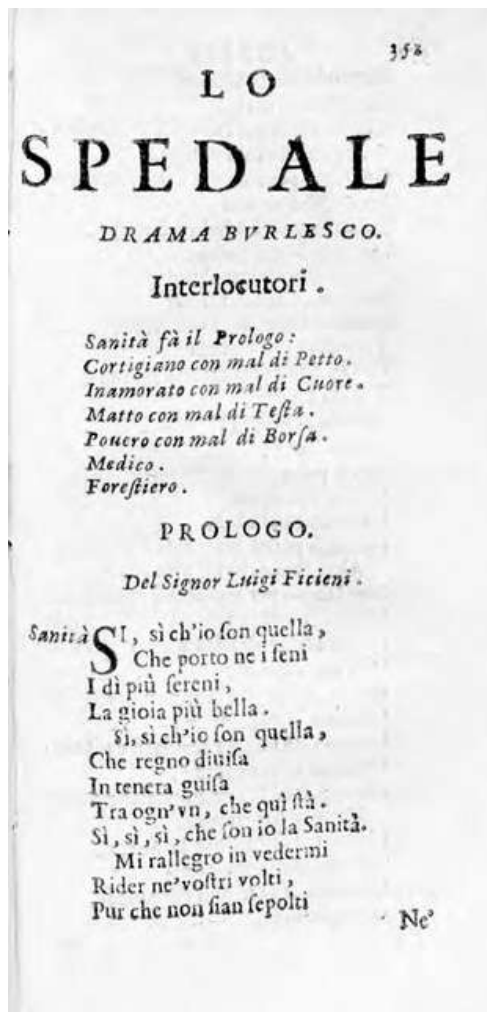 358
LO
SPEDALE
DRAMA BVRLESCO.
Interlocutori.
Sanità fà il Prologo:
Cortigiano con mal di Petto.
Inamorato con mal di Cuore.
Matto con mal di Teſta.
Pouero con mal di Borſa.
Medico.
Foreſtiero.
PROLOGO.
Del Signor Luigi Ficieni.
Sanità SI, sì ch'io ſon quella,
Che porto ne i ſeni
I dì più ſereni,
La gioia più bella.
Sì, sì ch'io ſon quella,
Che regno diuiſa
In tenera guiſa
Tra ogn'vn, che quì ſtà.
Sì, sì, sì, che ſon io la Sanità.
Mi rallegro in vedermi
Rider ne'voſtri volti,
Pur che non ſian ſepolti
Ne'